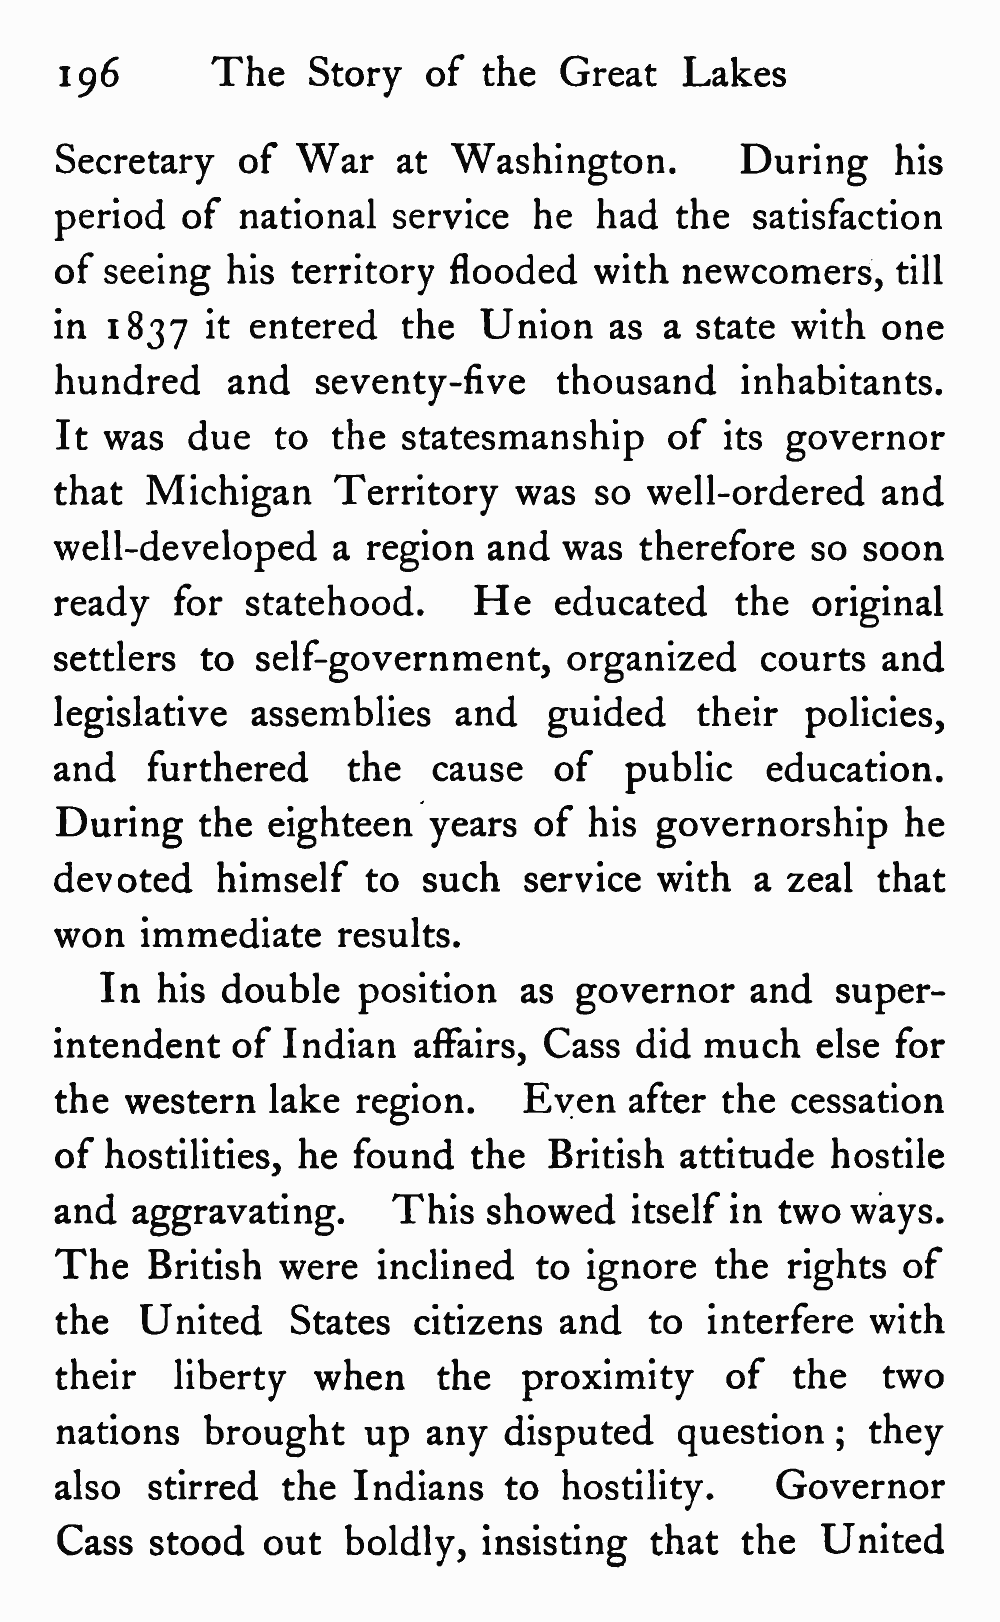 196 The Story of the Great Lakes
Secretary of War at Washington. During his
period of national service he had the satisfaction
of seeing his territory flooded with newcomers, till
in 1837 it entered the Union as a state with one
hundred and seventy-five thousand inhabitants.
It was due to the statesmanship of its governor
that Michigan Territory was so well-ordered and
well-developed a region and was therefore so soon
ready for statehood. He educated the original
settlers to self-government, organized courts and
legislative assemblies and guided their policies,
and furthered the cause of public education.
During the eighteen years of his governorship he
devoted himself to such service with a zeal that
won immediate results.
In his double position as governor and super-
intendent of Indian affairs, Cass did much else for
the western lake region. Even after the cessation
of hostilities, he found the British attitude hostile
and aggravating. This showed itself in two ways.
The British were inclined to ignore the rights of
the United States citizens and to interfere with
their liberty when the proximity of the two
nations brought up any disputed question ; they
also stirred the Indians to hostility. Governor
Cass stood out boldly, insisting that the United